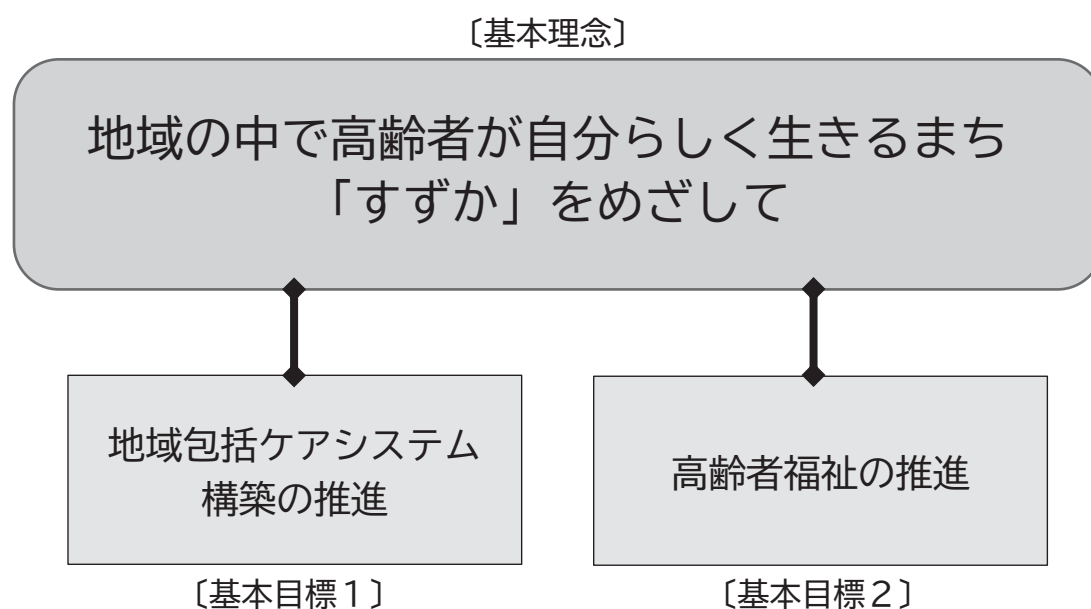 〔基本理念〕
地域の中で高齢者が自分らしく生きるまち
「すずか」をめざして
地域包括ケアシステム
構築の推進
〔基本目標１〕
高齢者福祉の推進
〔基本目標２〕